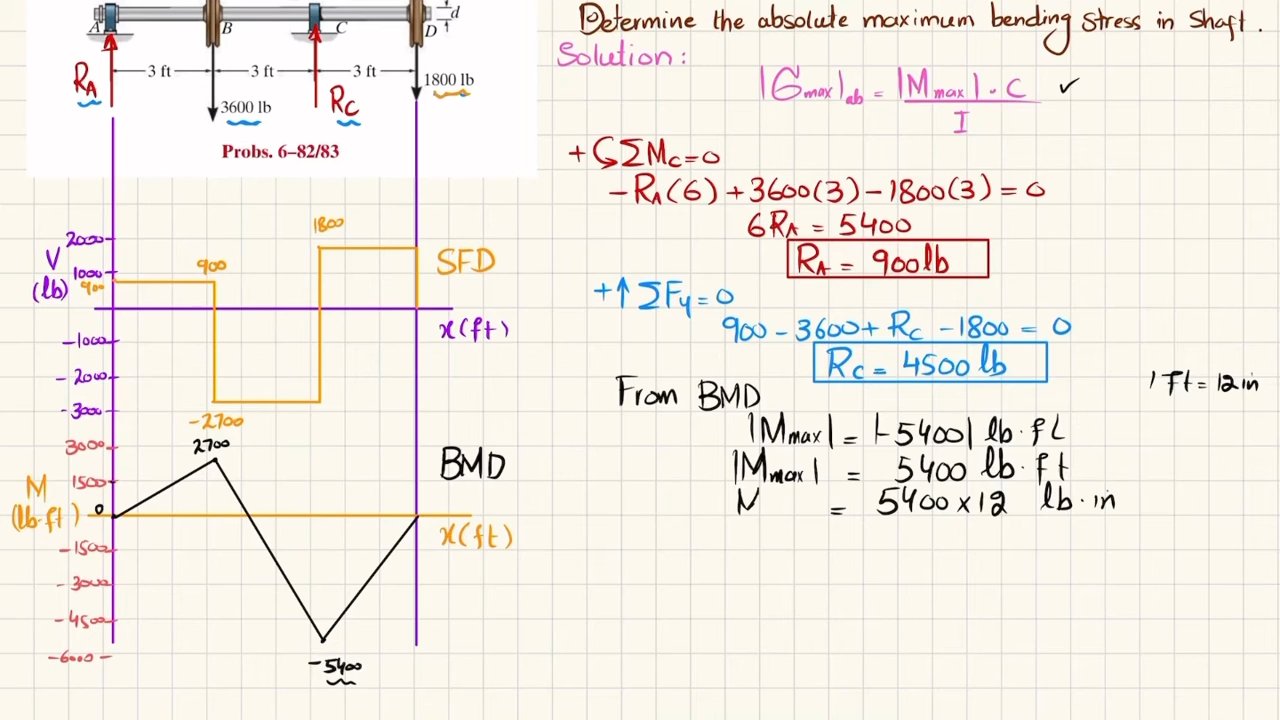 A B C D d
3 ft 3 ft 3 ft
R_A 3600 lb R_C 1800 lb
Probs. 6–82/83
V (lb)
2000
1000
900
-1000
-2000
-3000
900
1800
-2700
SFD
x(ft)
M (lb·ft)
3000
1500
0
-1500
-3000
-4500
-6000
2700
-5400
BMD
x(ft)
Determine the absolute maximum bending stress in Shaft.
Solution:
|σmax|ab = |Mmax| · C / I ✓
+↺ ΣMc=0
-RA(6) + 3600(3) - 1800(3) = 0
6RA = 5400
RA = 900 lb
+↑ ΣFy=0
900 - 3600 + Rc - 1800 = 0
Rc = 4500 lb
From BMD
1 ft = 12 in
|Mmax| = |-5400| lb·ft
|Mmax| = 5400 lb·ft
= 5400 x 12 lb·in